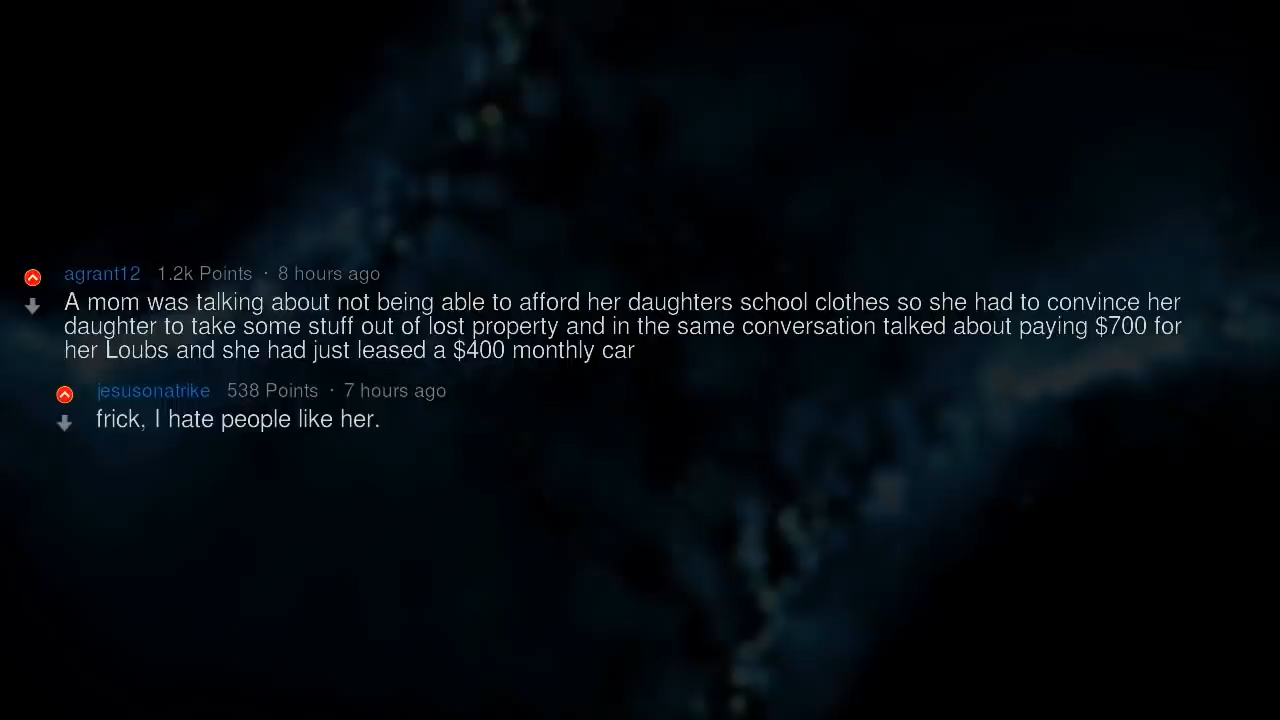 agrant12 1.2k Points · 8 hours ago
A mom was talking about not being able to afford her daughters school clothes so she had to convince her
daughter to take some stuff out of lost property and in the same conversation talked about paying $700 for
her Loubs and she had just leased a $400 monthly car
jesusonatrike 538 Points · 7 hours ago
frick, I hate people like her.